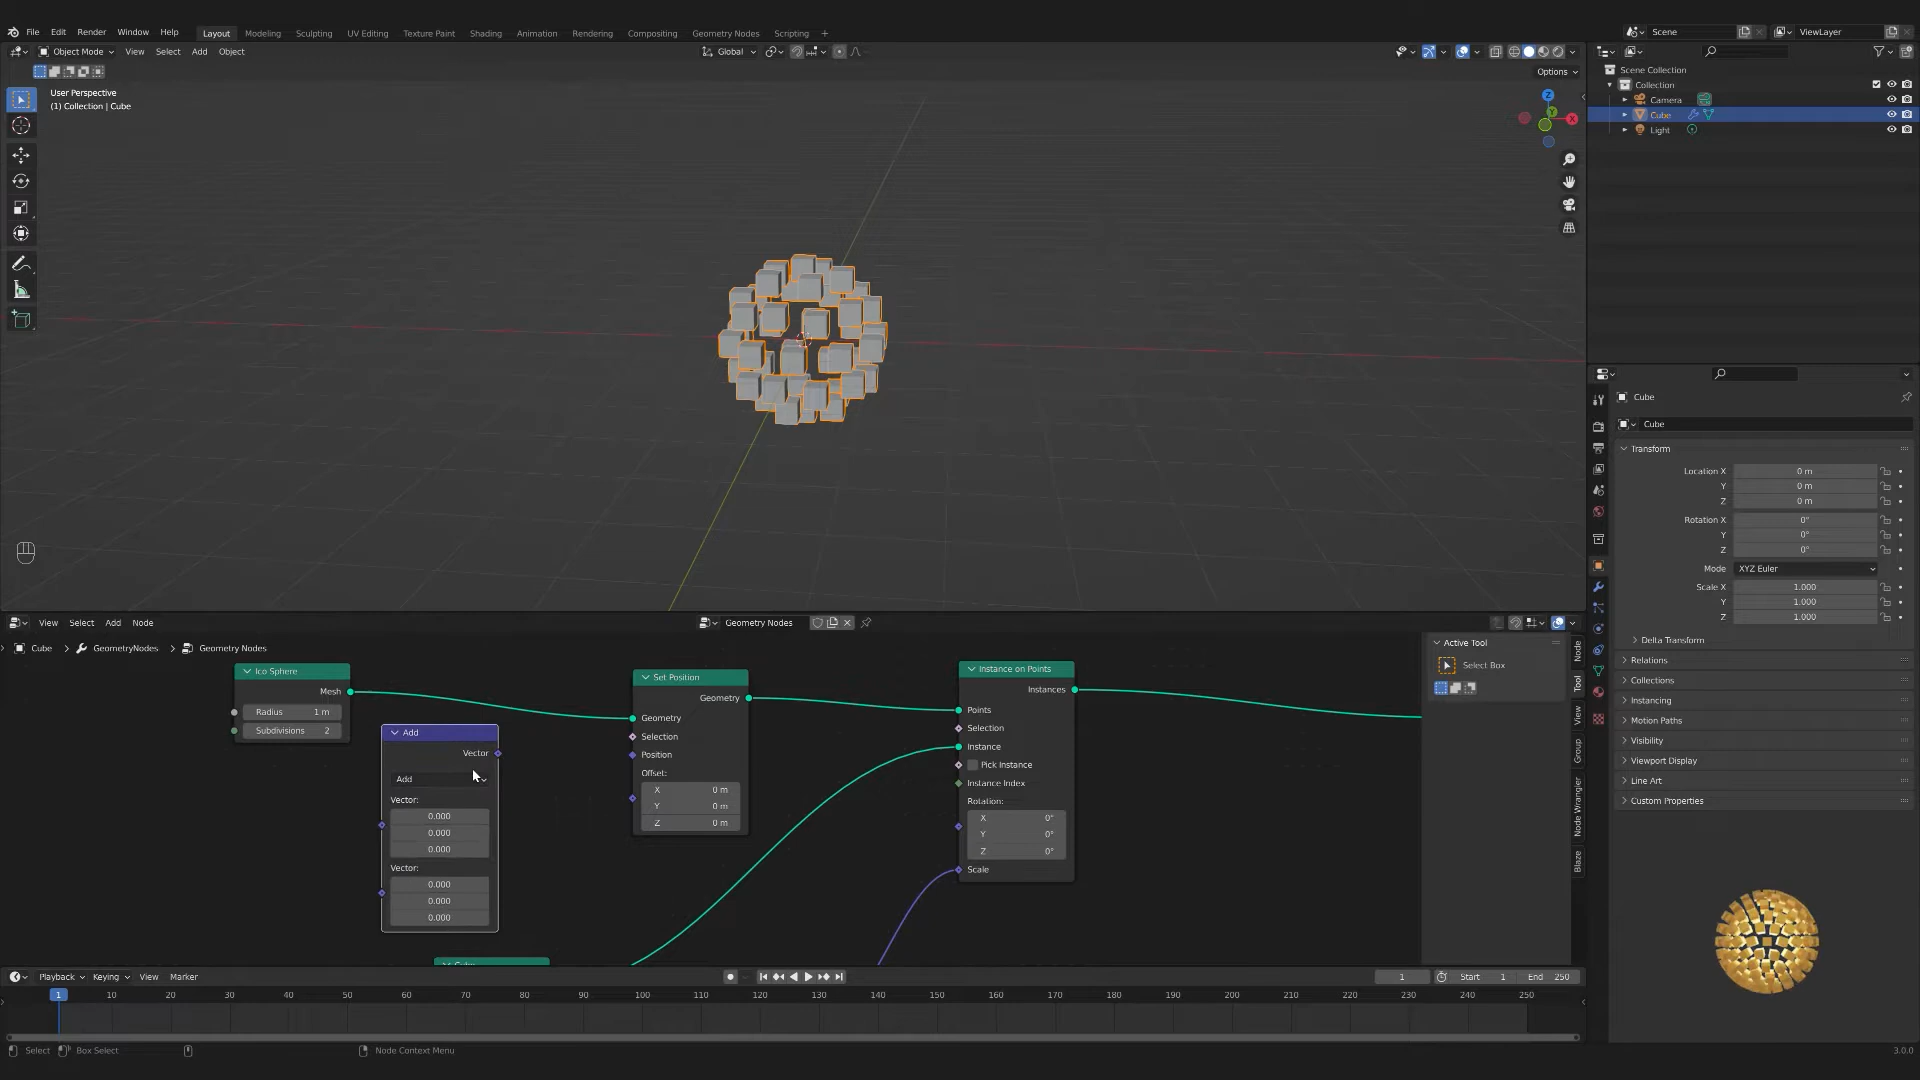 File Edit Render Window Help Layout Modeling Sculpting UV Editing Texture Paint Shading Animation Rendering Compositing Geometry Nodes Scripting + Scene ViewLayer
Object Mode View Select Add Object Global
Options
User Perspective
(1) Collection | Cube
Z
Y
X
Scene Collection
Collection
Camera
Cube
Light
Cube
Cube
Transform
Location X 0 m
Y 0 m
Z 0 m
Rotation X 0°
Y 0°
Z 0°
Mode XYZ Euler
Scale X 1.000
Y 1.000
Z 1.000
Delta Transform
Relations
Collections
Instancing
Motion Paths
Visibility
Viewport Display
Line Art
Custom Properties
View Select Add Node Geometry Nodes
Cube > GeometryNodes > Geometry Nodes
Ico Sphere
Mesh
Radius 1 m
Subdivisions 2
Add
Vector
Add
Vector:
0.000
0.000
0.000
Vector:
0.000
0.000
0.000
Set Position
Geometry
Geometry
Selection
Position
Offset:
X 0 m
Y 0 m
Z 0 m
Instance on Points
Instances
Points
Selection
Instance
Pick Instance
Instance Index
Rotation:
X 0°
Y 0°
Z 0°
Scale
Active Tool
Select Box
Node
Tool
View
Group
Node Wrangler
Blaze
Playback Keying View Marker 1 Start 1 End 250
1 10 20 30 40 50 60 70 80 90 100 110 120 130 140 150 160 170 180 190 200 210 220 230 240 250
Select Box Select Node Context Menu 3.0.0